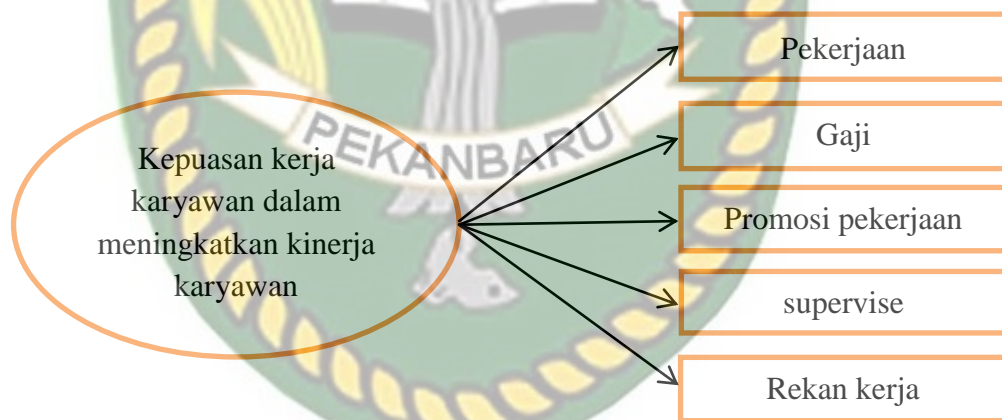 Kepuasan kerja
karyawan dalam
meningkatkan kinerja
karyawan
PEKANBARU
Pekerjaan
Gaji
Promosi pekerjaan
supervise
Rekan kerja